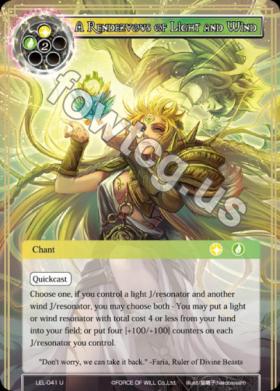 A Rendezvous of Light and Wind
2
fowtcg.us
Chant
Quickcast
Choose one, if you control a light J/resonator and another
wind J/resonator, you may choose both –You may put a light
or wind resonator with total cost 4 or less from your hand
into your field; or put four [+100/+100] counters on each
J/resonator you control.
"Don't worry, we can take it back." -Faria, Ruler of Divine Beasts
LEL-041 U
©FORCE OF WILL Co.,Ltd.